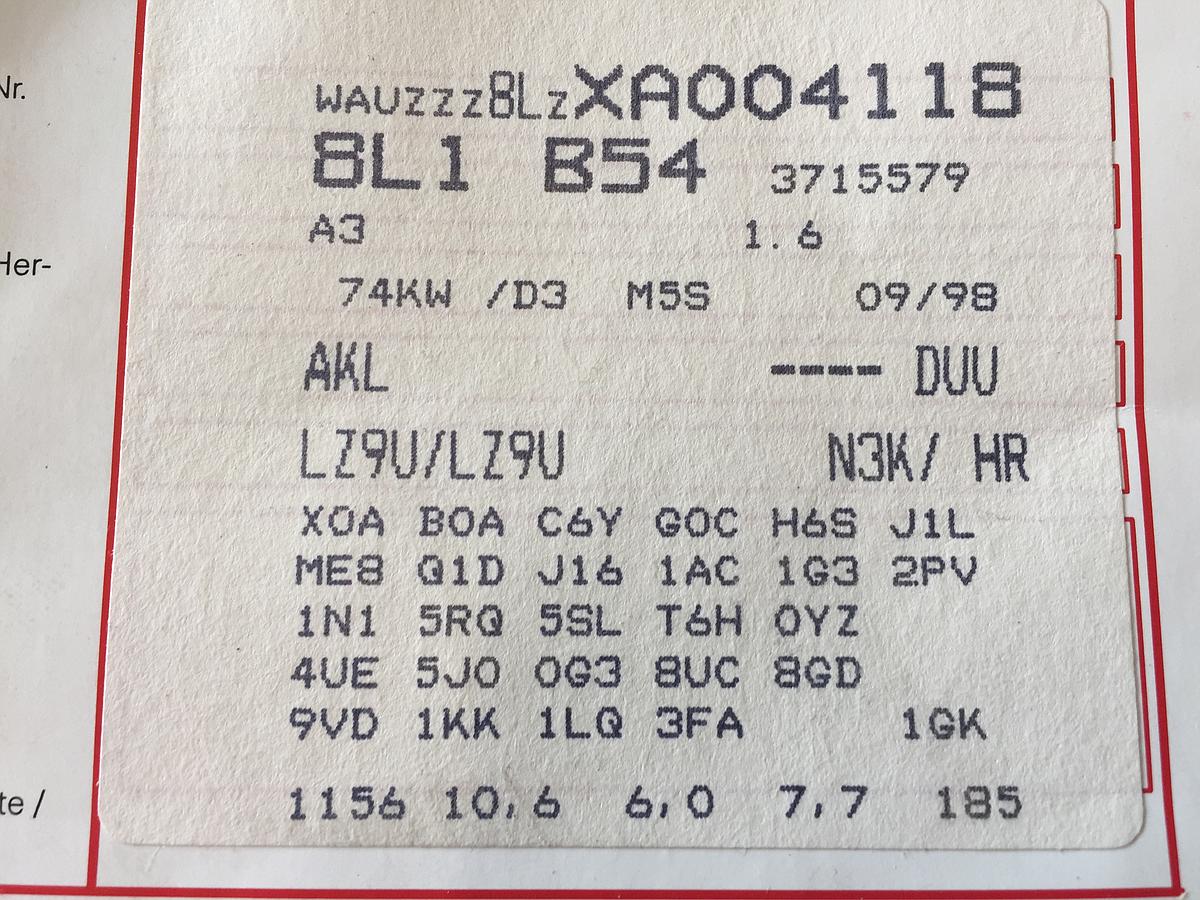 Nr.
WAUZZZ8LZXA004118
8L1 B54 3715579
A3 1.6
Her-
74KW /D3 M5S 09/98
AKL ---- DUU
LZ9U/LZ9U N3K/ HR
X0A B0A C6Y G0C H6S J1L
ME8 Q1D J16 1AC 1G3 2PV
1N1 5RQ 5SL T6H 0YZ
4UE 5J0 0G3 8UC 8GD
9VD 1KK 1LQ 3FA 1GK
te /
1156 10,6 6,0 7,7 185